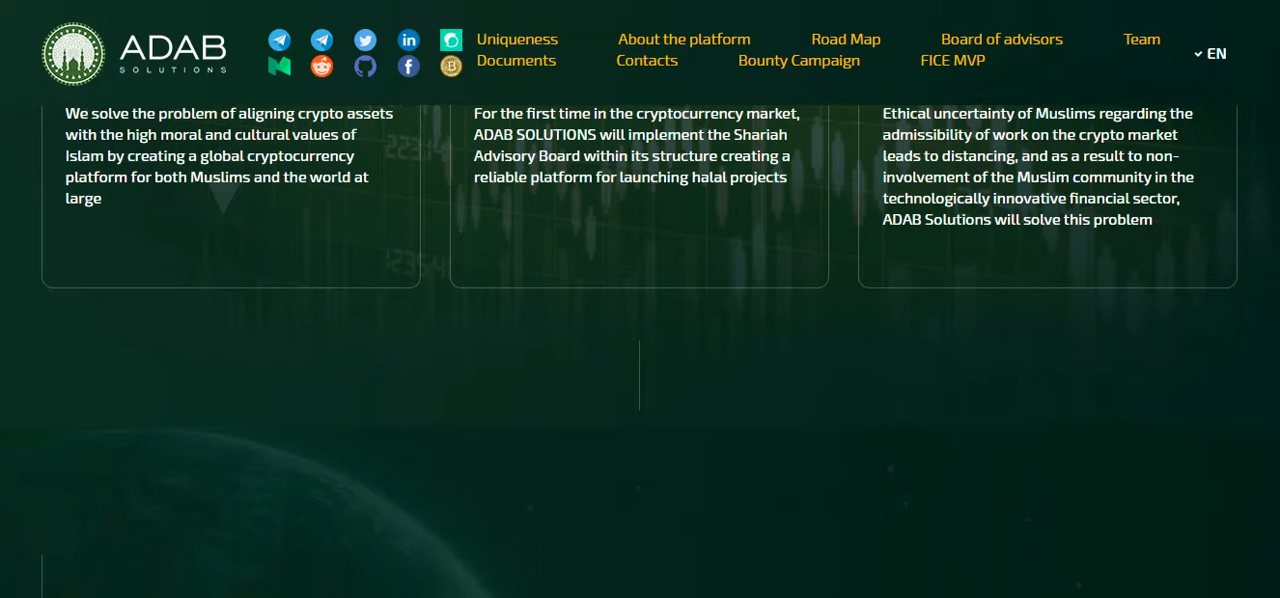 ADAB
SOLUTIONS
Uniqueness About the platform Road Map Board of advisors Team
Documents Contacts Bounty Campaign FICE MVP
EN
We solve the problem of aligning crypto assets
with the high moral and cultural values of
Islam by creating a global cryptocurrency
platform for both Muslims and the world at
large
For the first time in the cryptocurrency market,
ADAB SOLUTIONS will implement the Shariah
Advisory Board within its structure creating a
reliable platform for launching halal projects
Ethical uncertainty of Muslims regarding the
admissibility of work on the crypto market
leads to distancing, and as a result to non-
involvement of the Muslim community in the
technologically innovative financial sector,
ADAB Solutions will solve this problem